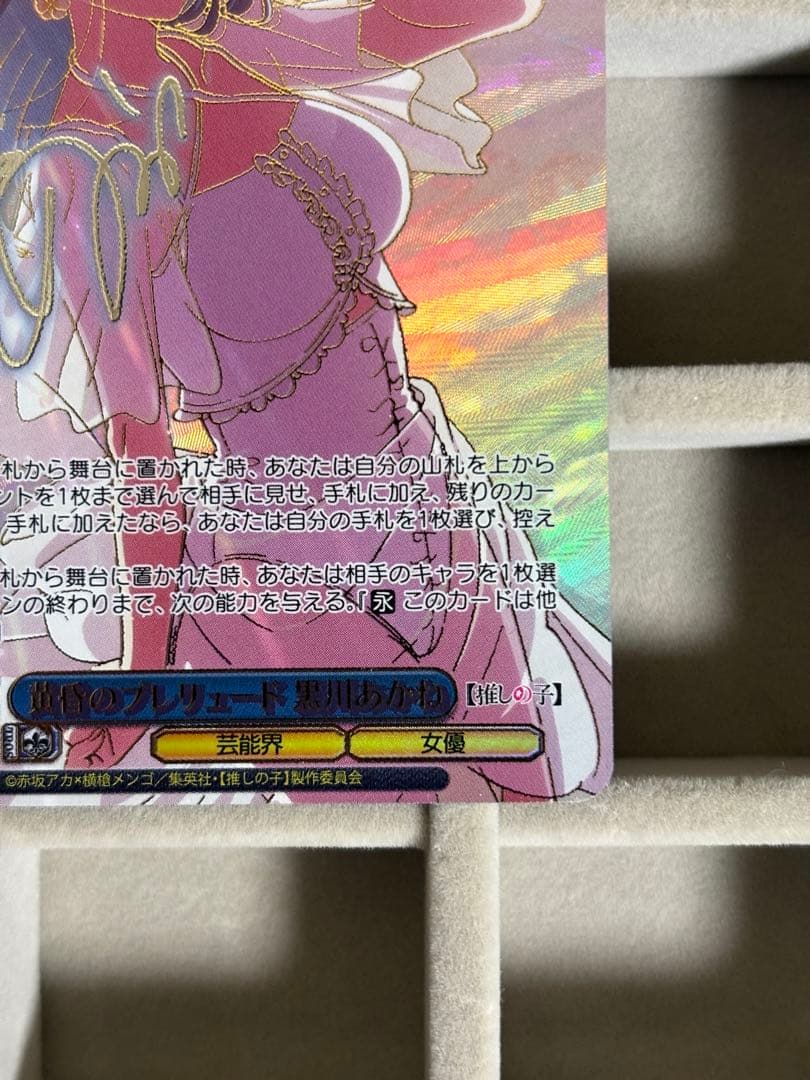 札から舞台に置かれた時、あなたは自分の山札を上から
ントを1枚まで選んで相手に見せ、手札に加え、残りのカー
手札に加えたなら、あなたは自分の手札を1枚選び、控え
札から舞台に置かれた時、あなたは相手のキャラを1枚選
ンの終わりまで、次の能力を与える。『永 このカードは他
黄昏のプレリュード 黒川あかね 【推しの子】
芸能界 女優
©赤坂アカ×横槍メンゴ/集英社・【推しの子】製作委員会